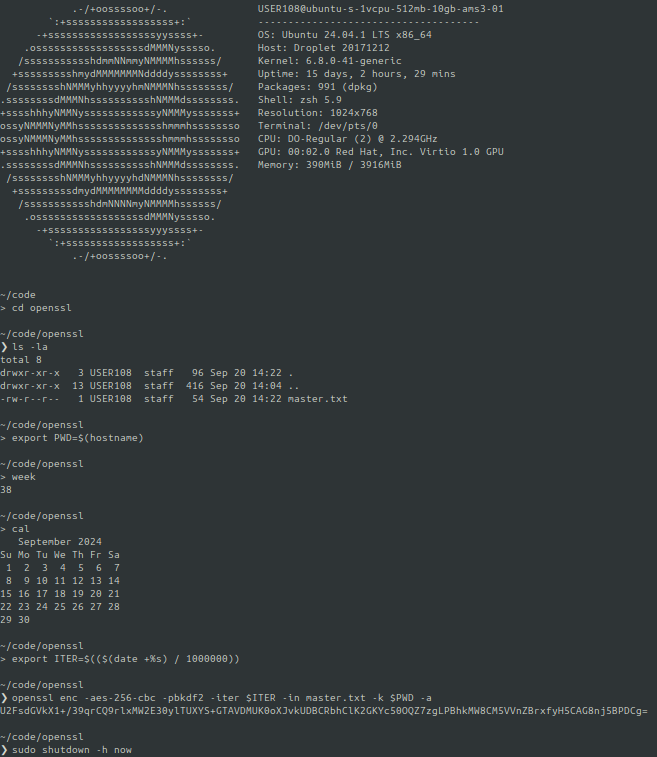 .-/+oossssoo+/-. USER108@ubuntu-s-1vcpu-512mb-10gb-ams3-01
`:+ssssssssssssssssss+:` -------------------------------------
-+ssssssssssssssssssyyssss+- OS: Ubuntu 24.04.1 LTS x86_64
.ossssssssssssssssssdMMMNysssso. Host: Droplet 20171212
/ssssssssssshdmmNNmmyNMMMMhssssss/ Kernel: 6.8.0-41-generic
+ssssssssshmydMMMMMMMNddddyssssssss+ Uptime: 15 days, 2 hours, 29 mins
/sssssssshNMMMyhhyyyyhmNMMMNhssssssss/ Packages: 991 (dpkg)
.ssssssssdMMMNhsssssssssshNMMMdssssssss. Shell: zsh 5.9
+sssshhhyNMMNyssssssssssssyNMMMysssssss+ Resolution: 1024x768
ossyNMMMNyMMhsssssssssssssshmmmhssssssso Terminal: /dev/pts/0
ossyNMMMNyMMhsssssssssssssshmmmhssssssso CPU: DO-Regular (2) @ 2.294GHz
+sssshhhyNMMNyssssssssssssyNMMMysssssss+ GPU: 00:02.0 Red Hat, Inc. Virtio 1.0 GPU
.ssssssssdMMMNhsssssssssshNMMMdssssssss. Memory: 390MiB / 3916MiB
/sssssssshNMMMyhhyyyyhdNMMMNhssssssss/
+sssssssssdmydMMMMMMMMddddyssssssss+
/ssssssssssshdmNNNNmyNMMMMhssssss/
.ossssssssssssssssssdMMMNysssso.
-+sssssssssssssssssyyyssss+-
`:+ssssssssssssssssss+:`
.-/+oossssoo+/-.
~/code
> cd openssl
~/code/openssl
❯ ls -la
total 8
drwxr-xr-x 3 USER108 staff 96 Sep 20 14:22 .
drwxr-xr-x 13 USER108 staff 416 Sep 20 14:04 ..
-rw-r--r-- 1 USER108 staff 54 Sep 20 14:22 master.txt
~/code/openssl
> export PWD=$(hostname)
~/code/openssl
> week
38
~/code/openssl
> cal
September 2024
Su Mo Tu We Th Fr Sa
1 2 3 4 5 6 7
8 9 10 11 12 13 14
15 16 17 18 19 20 21
22 23 24 25 26 27 28
29 30
~/code/openssl
> export ITER=$(($(date +%s) / 1000000))
~/code/openssl
❯ openssl enc -aes-256-cbc -pbkdf2 -iter $ITER -in master.txt -k $PWD -a
U2FsdGVkX1+/39qrCQ9rlxMW2E30ylTUXYS+GTAVDMUK0oXJvkUDBCRbhClK2GKYc50OQZ7zgLPBhkMW8CM5VVnZBrxfyHSCAG8nj5BPDCg=
~/code/openssl
❯ sudo shutdown -h now